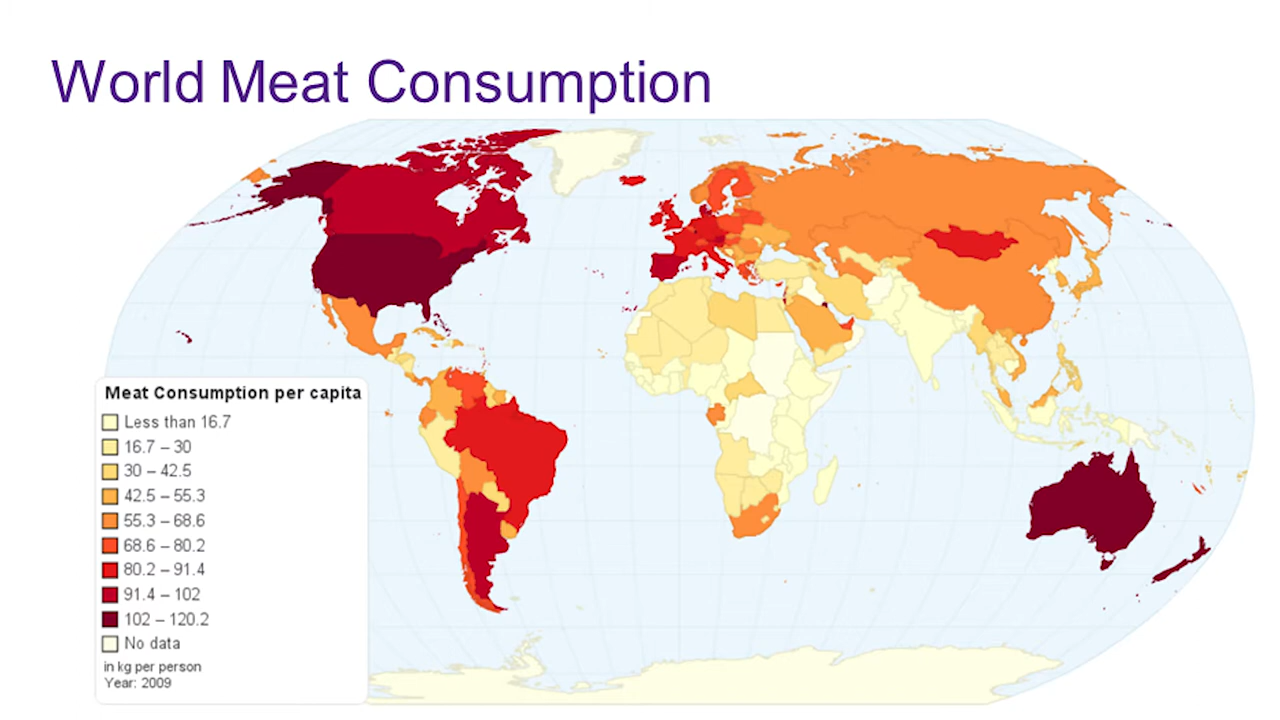 World Meat Consumption
Meat Consumption per capita
Less than 16.7
16.7 – 30
30 – 42.5
42.5 – 55.3
55.3 – 68.6
68.6 – 80.2
80.2 – 91.4
91.4 – 102
102 – 120.2
No data
in kg per person
Year: 2009